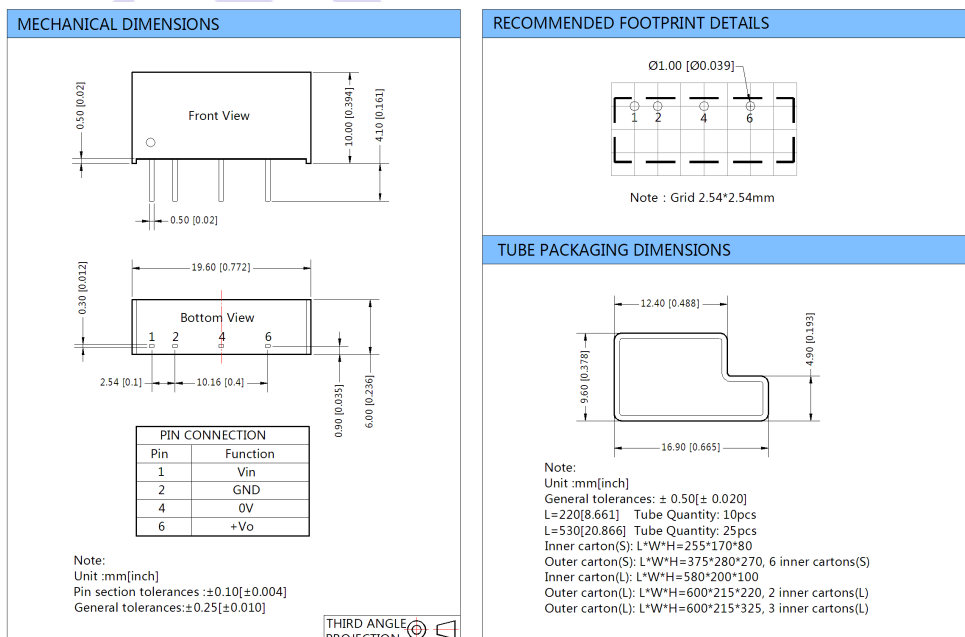 MECHANICAL DIMENSIONS
0.50 [0.02]
Front View
10.00 [0.394]
4.10 [0.161]
0.50 [0.02]
19.60 [0.772]
0.30 [0.012]
Bottom View
1 2 4 6
2.54 [0.1]
10.16 [0.4]
0.90 [0.035]
6.00 [0.236]
PIN CONNECTION
Pin Function
1 Vin
2 GND
4 0V
6 +Vo
Note:
Unit :mm[inch]
Pin section tolerances :±0.10[±0.004]
General tolerances:±0.25[±0.010]
THIRD ANGLE
PROJECTION
RECOMMENDED FOOTPRINT DETAILS
Ø1.00 [Ø0.039]
1 2 4 6
Note : Grid 2.54*2.54mm
TUBE PACKAGING DIMENSIONS
12.40 [0.488]
4.90 [0.193]
9.60 [0.378]
16.90 [0.665]
Note:
Unit :mm[inch]
General tolerances: ± 0.50[± 0.020]
L=220[8.661] Tube Quantity: 10pcs
L=530[20.866] Tube Quantity: 25pcs
Inner carton(S): L*W*H=255*170*80
Outer carton(S): L*W*H=375*280*270, 6 inner cartons(S)
Inner carton(L): L*W*H=580*200*100
Outer carton(L): L*W*H=600*215*220, 2 inner cartons(L)
Outer carton(L): L*W*H=600*215*325, 3 inner cartons(L)